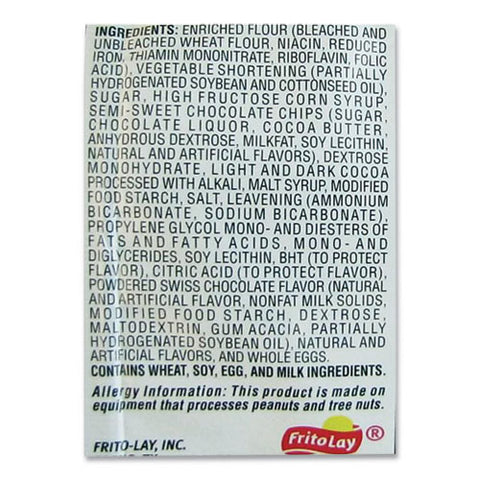 INGREDIENTS: ENRICHED FLOUR (BLEACHED AND
UNBLEACHED WHEAT FLOUR, NIACIN, REDUCED
IRON, THIAMIN MONONITRATE, RIBOFLAVIN, FOLIC
ACID), VEGETABLE SHORTENING (PARTIALLY
HYDROGENATED SOYBEAN AND COTTONSEED OIL),
SUGAR, HIGH FRUCTOSE CORN SYRUP,
SEMI-SWEET CHOCOLATE CHIPS (SUGAR,
CHOCOLATE LIQUOR, COCOA BUTTER,
ANHYDROUS DEXTROSE, MILKFAT, SOY LECITHIN,
NATURAL AND ARTIFICIAL FLAVORS), DEXTROSE
MONOHYDRATE, LIGHT AND DARK COCOA
PROCESSED WITH ALKALI, MALT SYRUP, MODIFIED
FOOD STARCH, SALT, LEAVENING (AMMONIUM
BICARBONATE, SODIUM BICARBONATE),
PROPYLENE GLYCOL MONO- AND DIESTERS OF
FATS AND FATTY ACIDS, MONO- AND
DIGLYCERIDES, SOY LECITHIN, BHT (TO PROTECT
FLAVOR), CITRIC ACID (TO PROTECT FLAVOR),
POWDERED SWISS CHOCOLATE FLAVOR (NATURAL
AND ARTIFICIAL FLAVOR, NONFAT MILK SOLIDS,
MODIFIED FOOD STARCH, DEXTROSE,
MALTODEXTRIN, GUM ACACIA, PARTIALLY
HYDROGENATED SOYBEAN OIL), NATURAL AND
ARTIFICIAL FLAVORS, AND WHOLE EGGS.
CONTAINS WHEAT, SOY, EGG, AND MILK INGREDIENTS.
Allergy Information: This product is made on
equipment that processes peanuts and tree nuts.
FRITO-LAY, INC.
FritoLay ®